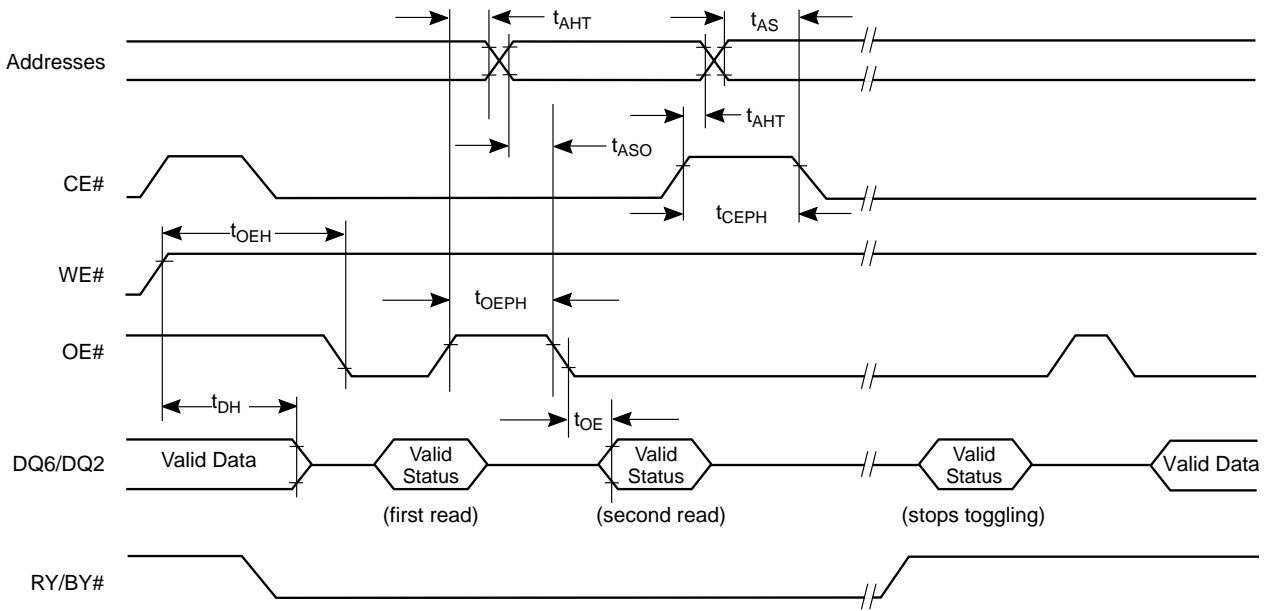 tAHT
tAS
Addresses
//
//
tAHT
tASO
CE#
//
tCEPH
tOEH
//
WE#
tOEPH
OE#
//
tDH
tOE
DQ6/DQ2
Valid Data
Valid
Status
Valid
Status
//
Valid
Status
Valid Data
(first read)
(second read)
(stops toggling)
RY/BY#
//